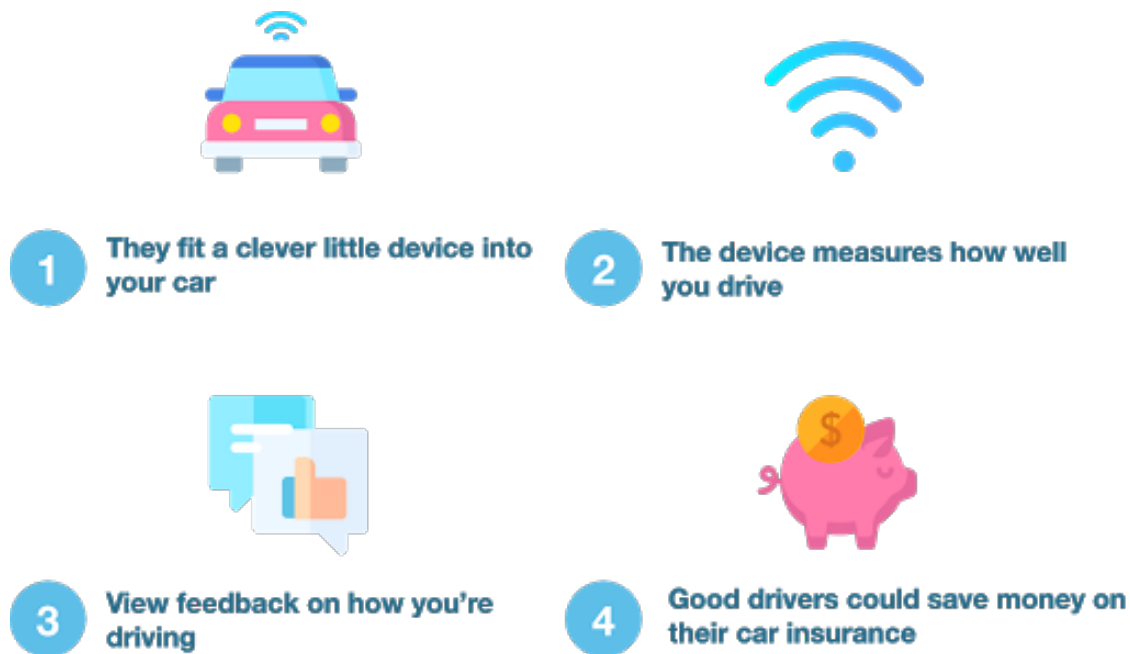 1
They fit a clever little device into
your car
2
The device measures how well
you drive
$
3
View feedback on how you're
driving
4
Good drivers could save money on
their car insurance